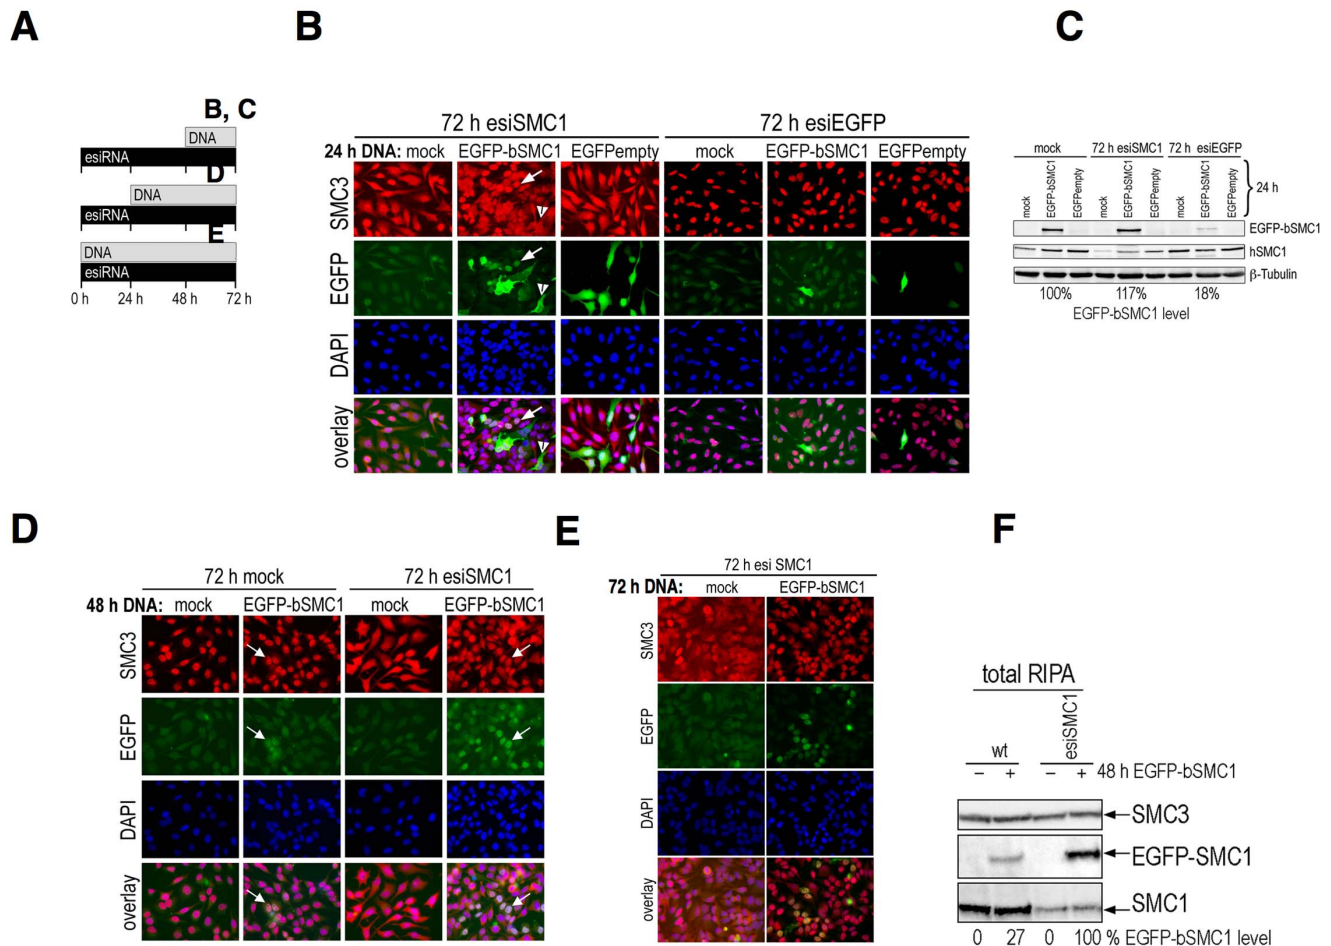 A
B, C
DNA
esiRNA
D
DNA
esiRNA
E
DNA
esiRNA
0 h 24 h 48 h 72 h
B
72 h esiSMC1 72 h esiEGFP
24 h DNA: mock EGFP-bSMC1 EGFPempty mock EGFP-bSMC1 EGFPempty
SMC3
EGFP
DAPI
overlay
C
mock 72 h esiSMC1 72 h esiEGFP
mock EGFP-bSMC1 EGFPempty mock EGFP-bSMC1 EGFPempty mock EGFP-bSMC1 EGFPempty
24 h
EGFP-bSMC1
hSMC1
β-Tubulin
100% 117% 18%
EGFP-bSMC1 level
D
72 h mock 72 h esiSMC1
48 h DNA: mock EGFP-bSMC1 mock EGFP-bSMC1
SMC3
EGFP
DAPI
overlay
E
72 h esi SMC1
72 h DNA: mock EGFP-bSMC1
SMC3
EGFP
DAPI
overlay
F
total RIPA
wt esiSMC1
– + – + 48 h EGFP-bSMC1
SMC3
EGFP-SMC1
SMC1
0 27 0 100 % EGFP-bSMC1 level